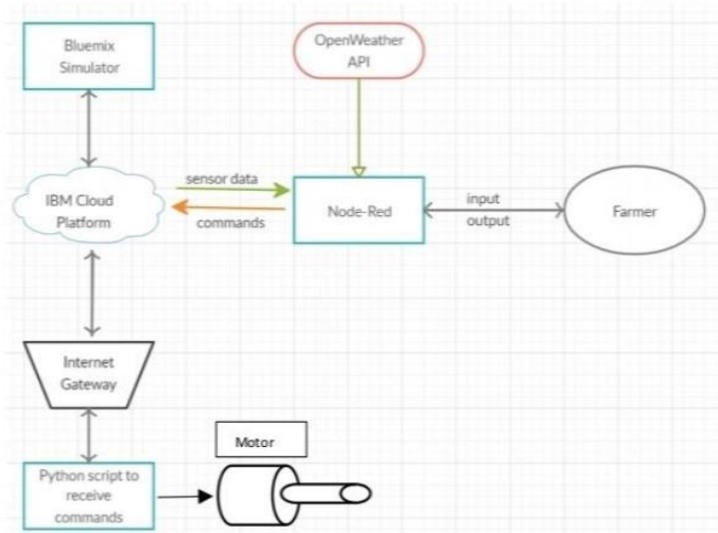 Bluemix
Simulator
OpenWeather
API
IBM Cloud
Platform
sensor data
commands
Node-Red
input
output
Farmer
Internet
Gateway
Python script to
receive
commands
Motor